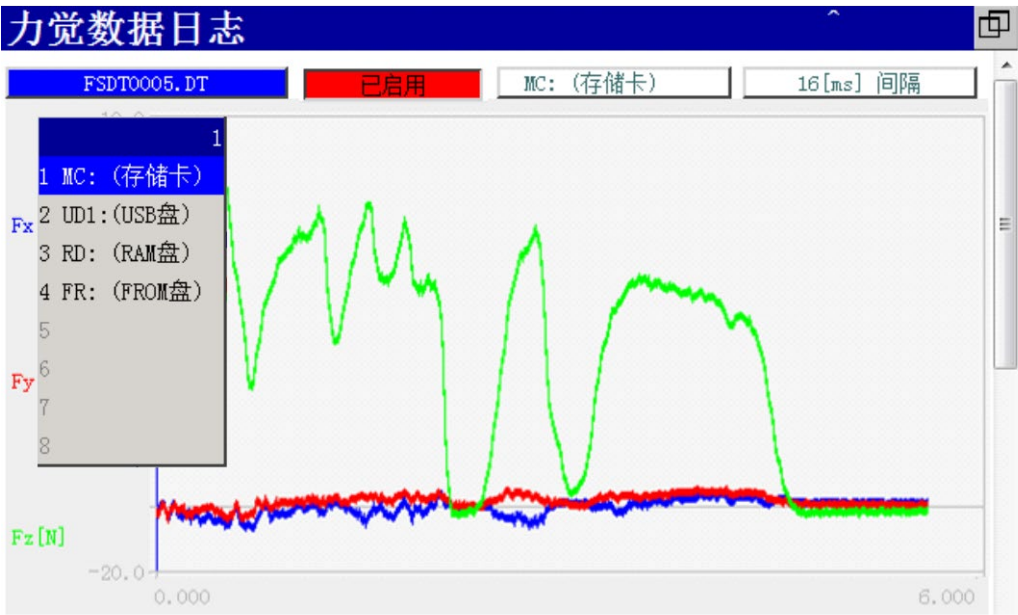 力觉数据日志
FSDT0005.DT 已启用 MC: (存储卡) 16[ms] 间隔
1
1 MC: (存储卡)
2 UD1:(USB盘)
3 RD: (RAM盘)
4 FR: (FROM盘)
5
6
7
8
Fx
Fy
Fz[N]
-20.0
0.000 6.000